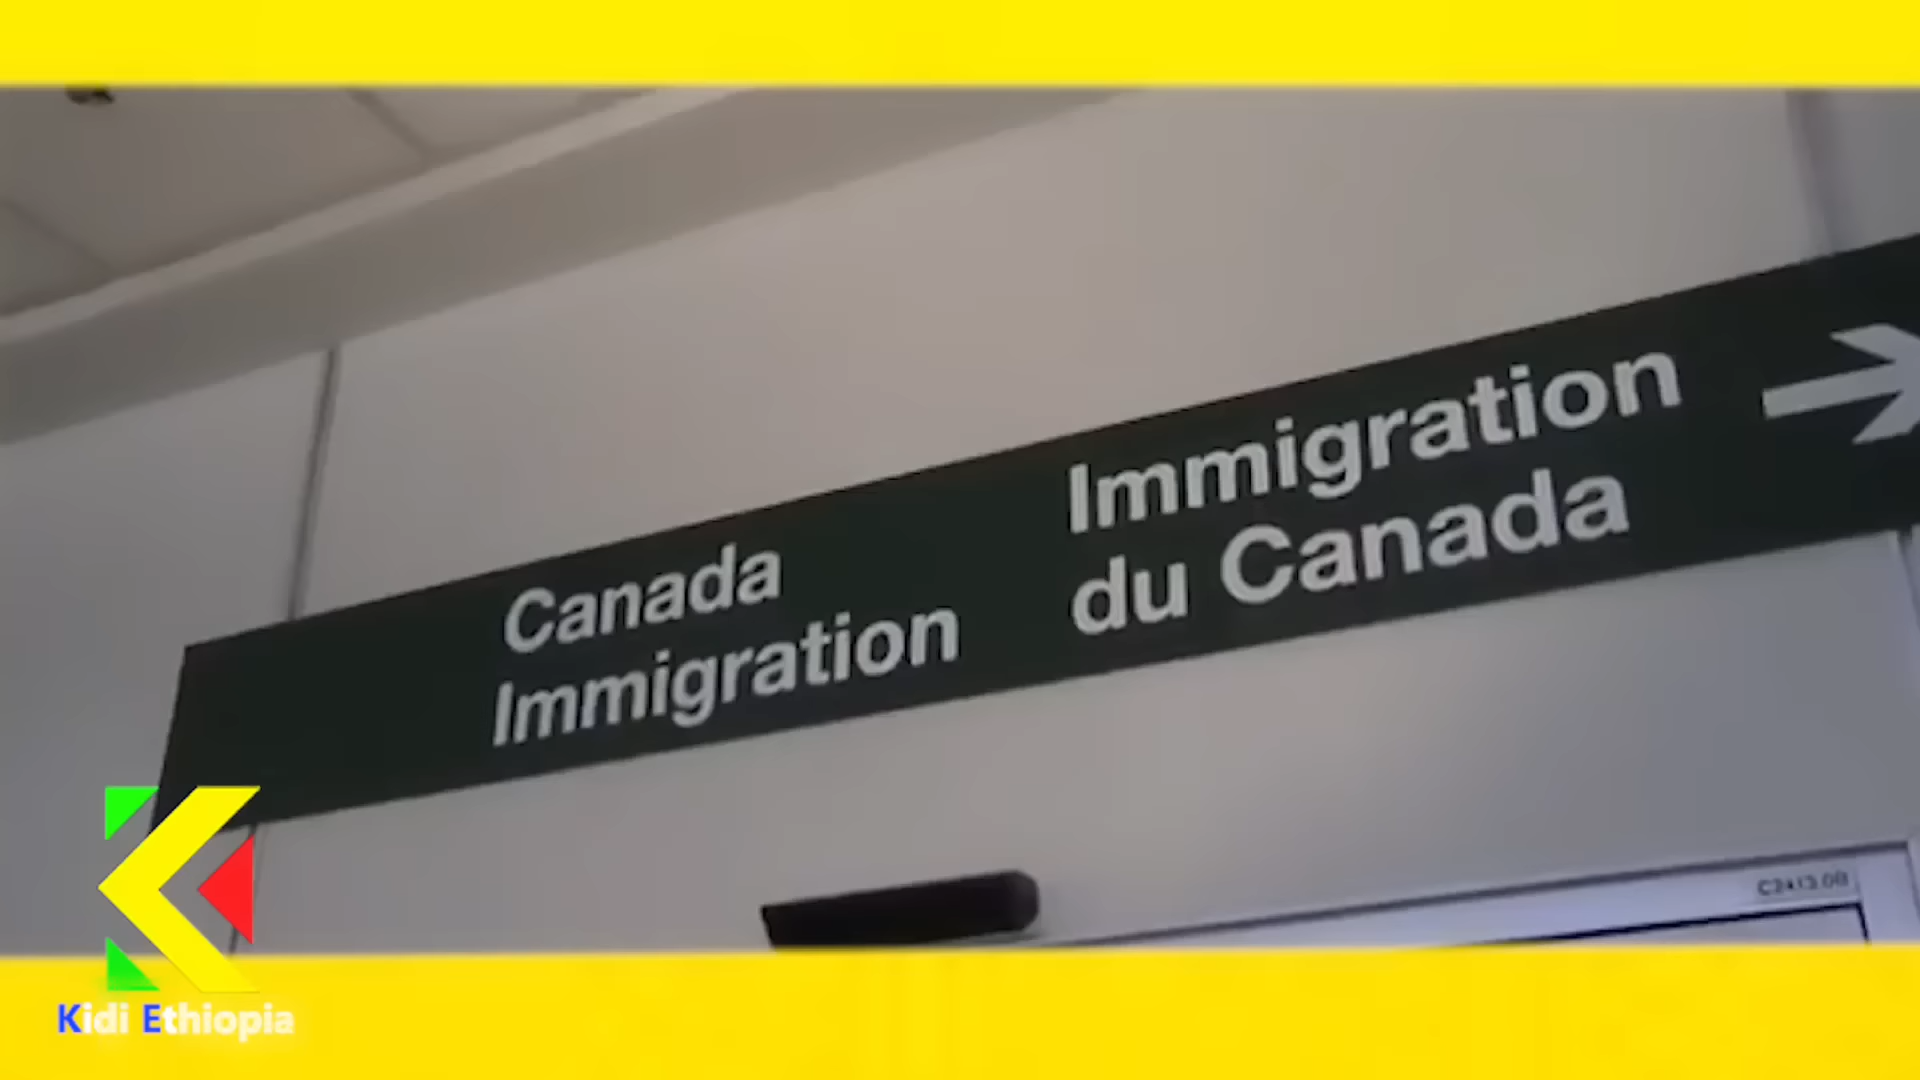 Canada
Immigration
Immigration
du Canada
Kidi Ethiopia